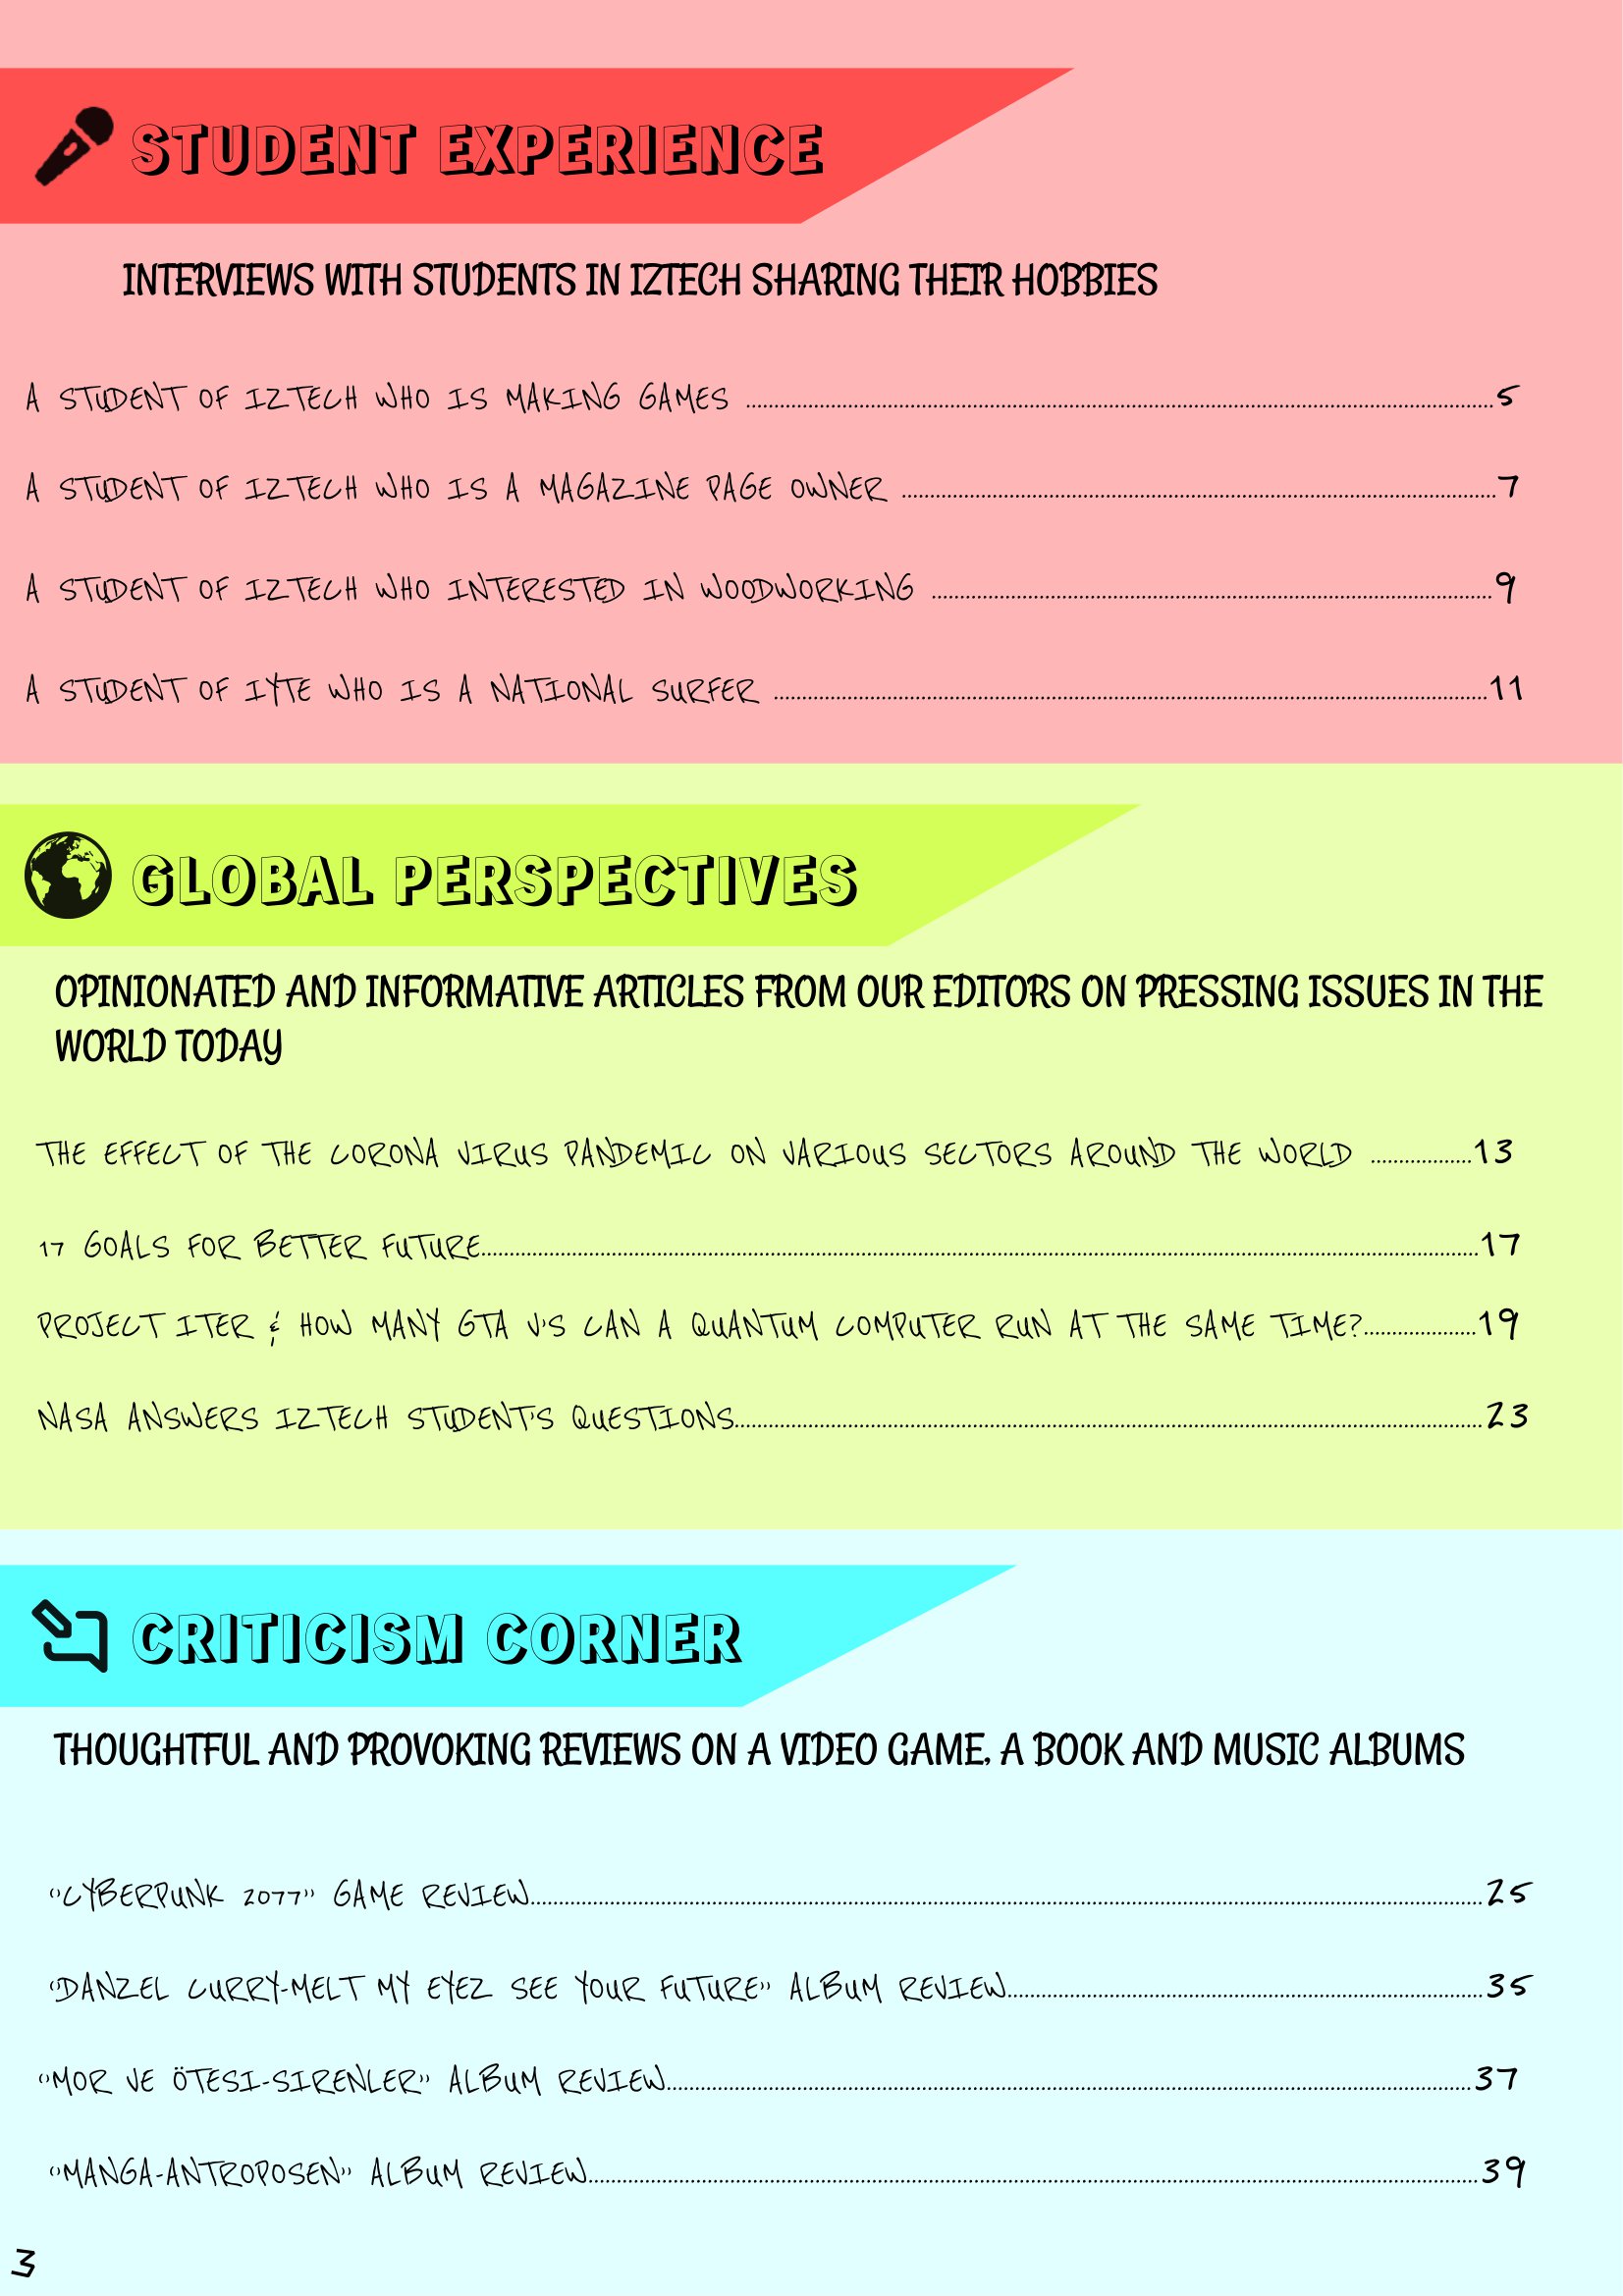 STUDENT EXPERIENCE
INTERVIEWS WITH STUDENTS IN IZTECH SHARING THEIR HOBBIES
A STUDENT OF IZTECH WHO IS MAKING GAMES ........................5
A STUDENT OF IZTECH WHO IS A MAGAZINE PAGE OWNER ........................7
A STUDENT OF IZTECH WHO INTERESTED IN WOODWORKING ........................9
A STUDENT OF IYTE WHO IS A NATIONAL SURFER ........................11
GLOBAL PERSPECTIVES
OPINIONATED AND INFORMATIVE ARTICLES FROM OUR EDITORS ON PRESSING ISSUES IN THE
WORLD TODAY
THE EFFECT OF THE CORONA VIRUS PANDEMIC ON VARIOUS SECTORS AROUND THE WORLD ..................13
17 GOALS FOR BETTER FUTURE........................17
PROJECT ITER & HOW MANY GTA V'S CAN A QUANTUM COMPUTER RUN AT THE SAME TIME?....................19
NASA ANSWERS IZTECH STUDENT'S QUESTIONS........................23
CRITICISM CORNER
THOUGHTFUL AND PROVOKING REVIEWS ON A VIDEO GAME, A BOOK AND MUSIC ALBUMS
"CYBERPUNK 2077" GAME REVIEW........................25
"DANZEL CURRY-MELT MY EYEZ SEE YOUR FUTURE" ALBUM REVIEW........................35
"MOR VE ÖTESI-SIRENLER" ALBUM REVIEW........................37
"MANGA-ANTROPOSEN" ALBUM REVIEW........................39
3